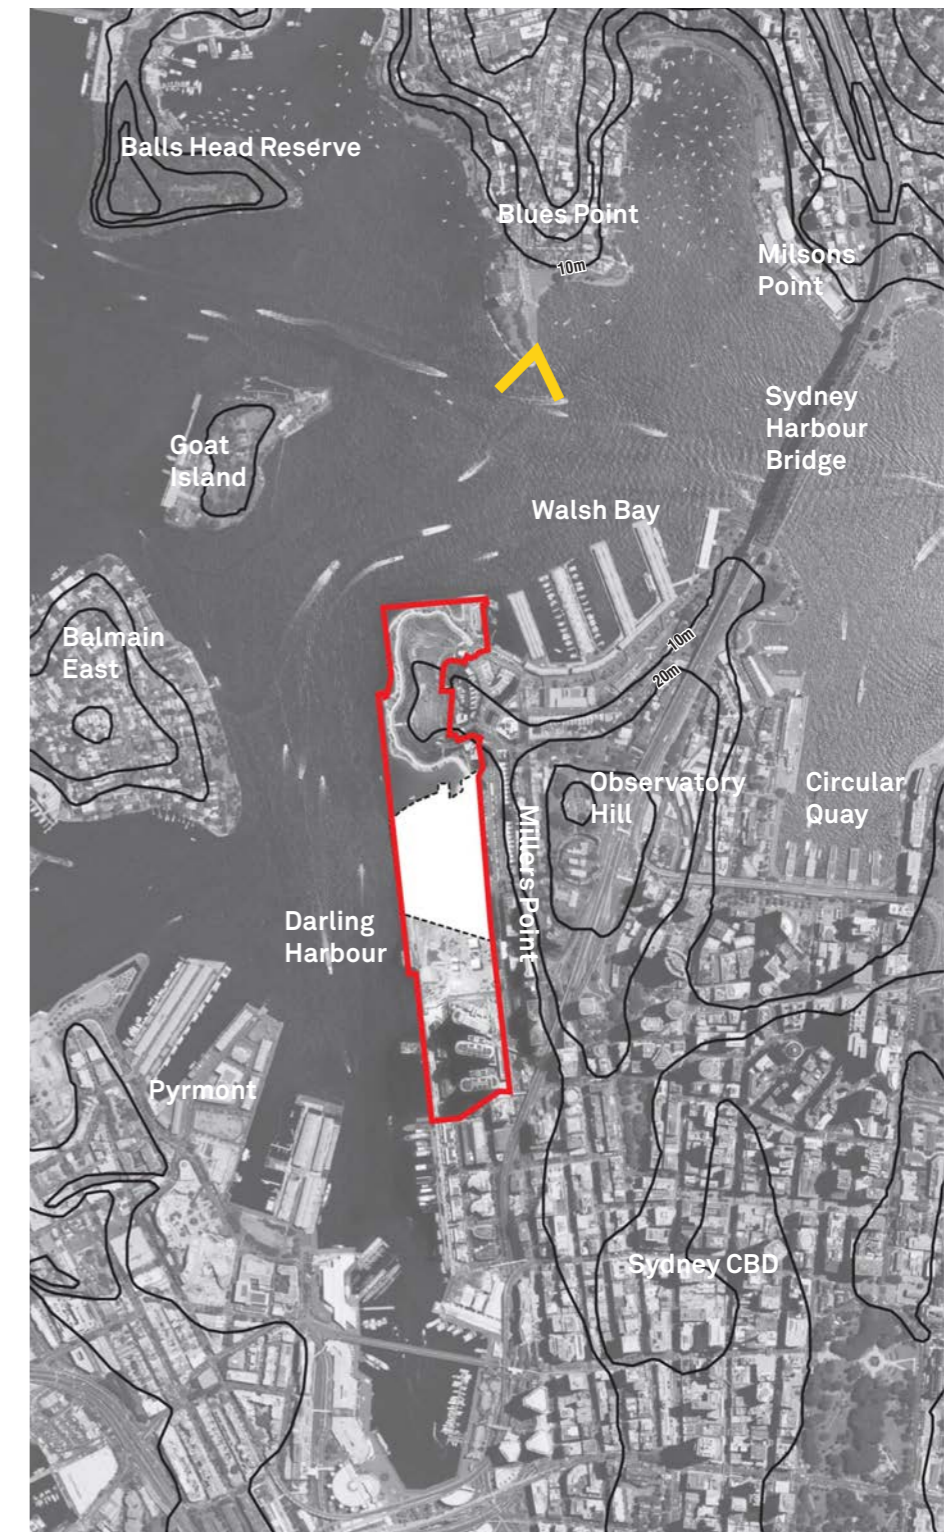 Balls Head Reserve
Blues Point
10m
Milsons
Point
Sydney
Harbour
Bridge
Goat
Island
Walsh Bay
10m
20m
Balmain
East
Observatory
Hill
Circular
Quay
Millers Point
Darling
Harbour
Pyrmont
Sydney CBD